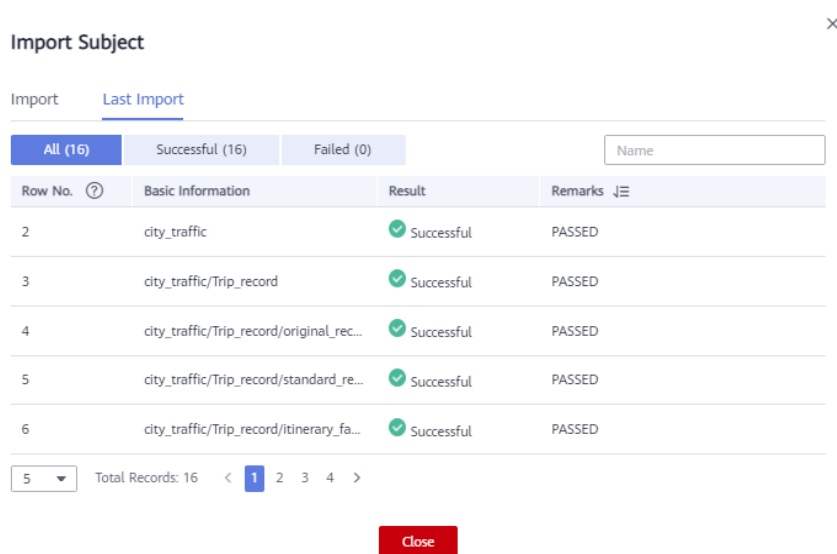 Import Subject
Import Last Import
All (16) Successful (16) Failed (0) Name
Row No. ? Basic Information Result Remarks
2 city_traffic Successful PASSED
3 city_traffic/Trip_record Successful PASSED
4 city_traffic/Trip_record/original_rec... Successful PASSED
5 city_traffic/Trip_record/standard_re... Successful PASSED
6 city_traffic/Trip_record/itinerary_fa... Successful PASSED
5 Total Records: 16 < 1 2 3 4 >
Close